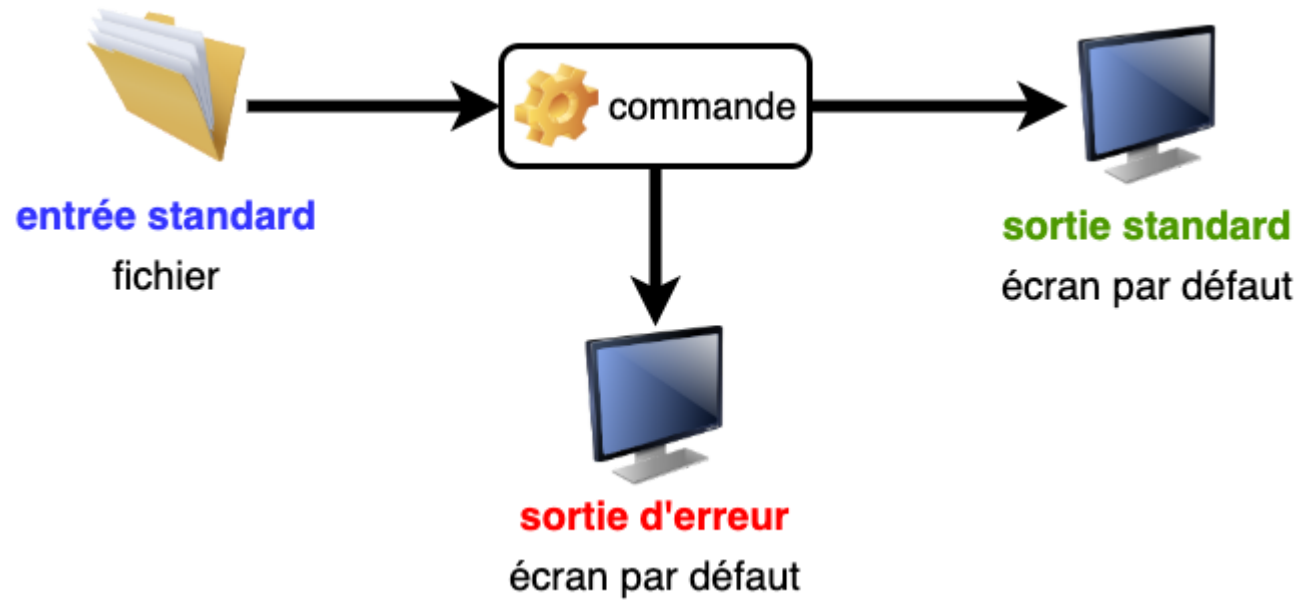 commande
entrée standard
fichier
sortie standard
écran par défaut
sortie d'erreur
écran par défaut